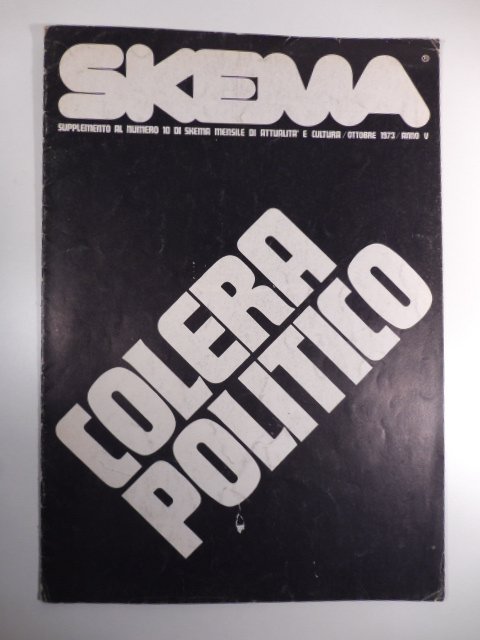 SKEMA ®
SUPPLEMENTO AL NUMERO 10 DI SKEMA MENSILE DI ATTUALITA' E CULTURA / OTTOBRE 1973 / ANNO V
COLERA
POLITICO